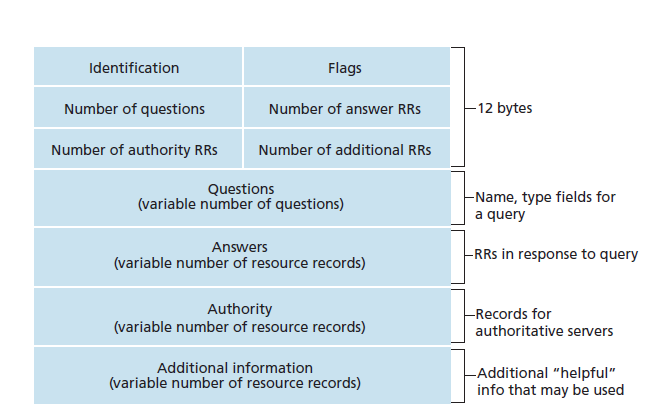 Identification
Flags
Number of questions
Number of answer RRs
12 bytes
Number of authority RRs
Number of additional RRs
Questions
(variable number of questions)
Name, type fields for
a query
Answers
(variable number of resource records)
RRs in response to query
Authority
(variable number of resource records)
Records for
authoritative servers
Additional information
(variable number of resource records)
Additional “helpful”
info that may be used